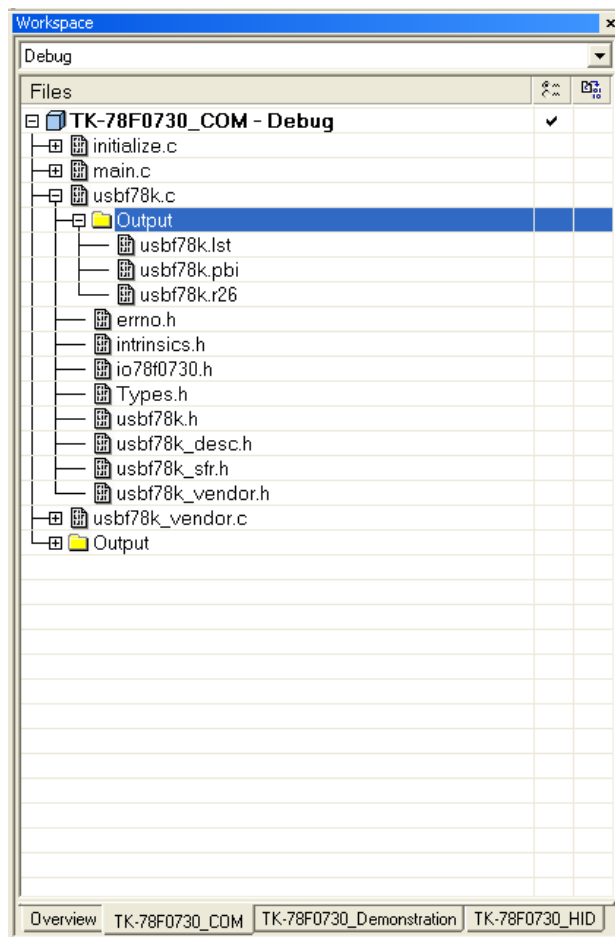 Workspace
Debug
Files
TK-78F0730_COM - Debug
initialize.c
main.c
usbf78k.c
Output
usbf78k.lst
usbf78k.pbi
usbf78k.r26
errno.h
intrinsics.h
io78f0730.h
Types.h
usbf78k.h
usbf78k_desc.h
usbf78k_sfr.h
usbf78k_vendor.h
usbf78k_vendor.c
Output
Overview TK-78F0730_COM TK-78F0730_Demonstration TK-78F0730_HID